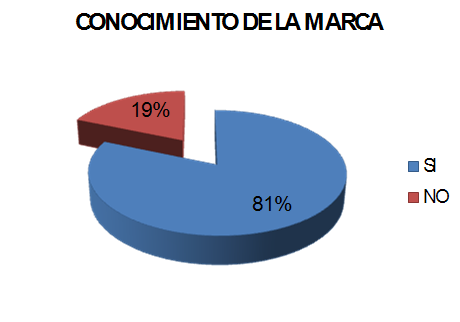 CONOCIMIENTO DE LA MARCA
19%
SI
NO
81%